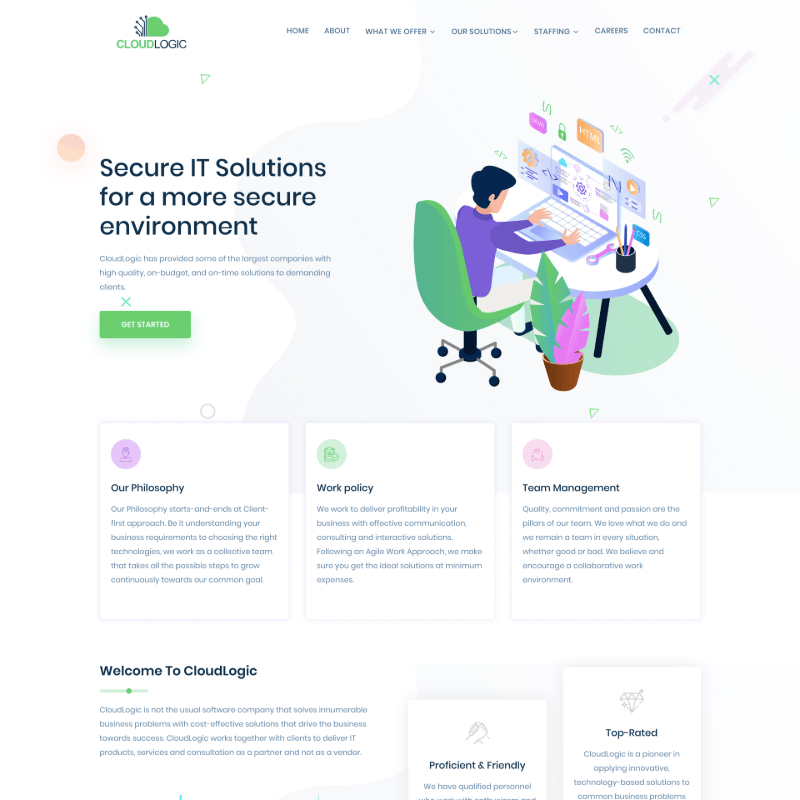 CLOUDLOGIC
HOME ABOUT WHAT WE OFFER OUR SOLUTIONS STAFFING CAREERS CONTACT
JAVA
HTML
CSS
Secure IT Solutions
for a more secure
environment
CloudLogic has provided some of the largest companies with
high quality, on-budget, and on-time solutions to demanding
clients.
GET STARTED
Our Philosophy
Our Philosophy starts-and-ends at Client-
first approach. Be it understanding your
business requirements to choosing the right
technologies, we work as a collective team
that takes all the possible steps to grow
continuously towards our common goal.
Work policy
We work to deliver profitability in your
business with effective communication,
consulting and interactive solutions.
Following an Agile Work Approach, we make
sure you get the ideal solutions at minimum
expenses.
Team Management
Quality, commitment and passion are the
pillars of our team. We love what we do and
we remain a team in every situation,
whether good or bad. We believe and
encourage a collaborative work
environment.
Welcome To CloudLogic
CloudLogic is not the usual software company that solves innumerable
business problems with cost-effective solutions that drive the business
towards success. CloudLogic works together with clients to deliver IT
products, services and consultation as a partner and not as a vendor.
Proficient & Friendly
We have qualified personnel
who work with enthusiasm and
Top-Rated
CloudLogic is a pioneer in
applying innovative,
technology-based solutions to
common business problems